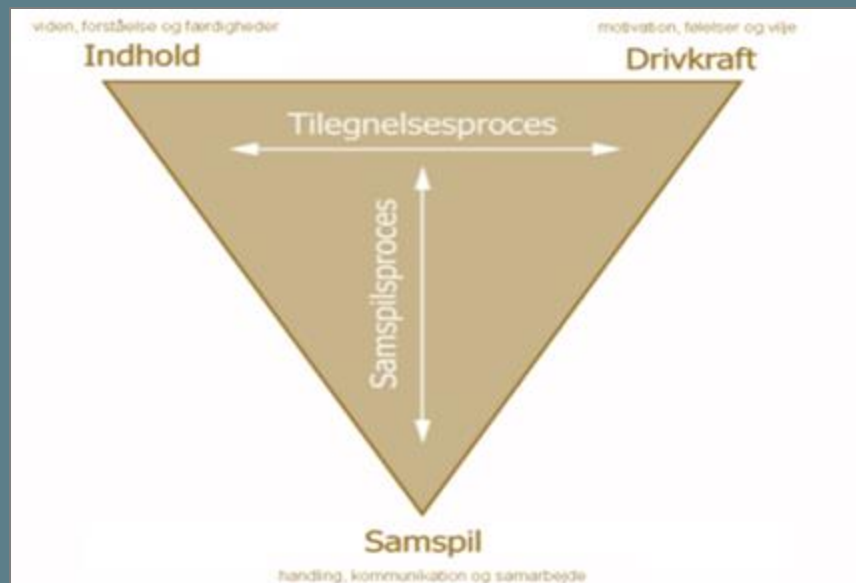 viden, forståelse og færdigheder
Indhold
motivation, følelser og vilje
Drivkraft
Tilegnelsesproces
Samspilsproces
Samspil
handling, kommunikation og samarbejde